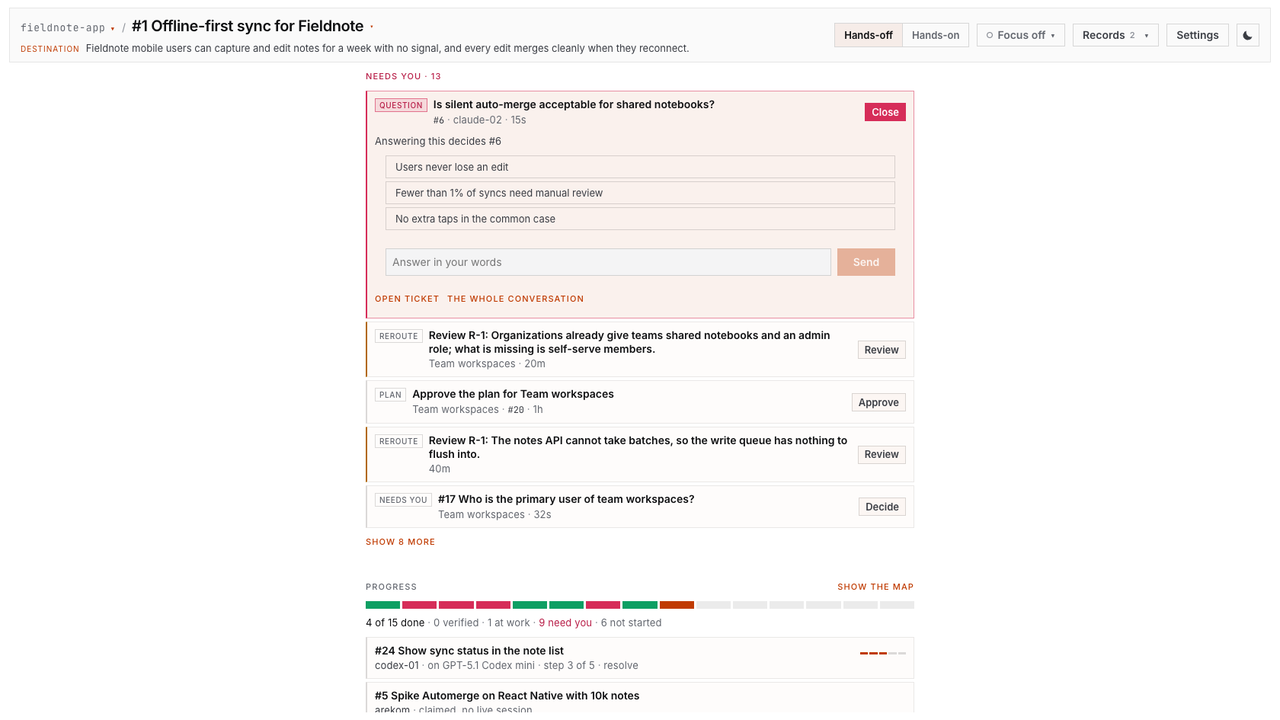 fieldnote-app ▾ / #1 Offline-first sync for Fieldnote ·
DESTINATION Fieldnote mobile users can capture and edit notes for a week with no signal, and every edit merges cleanly when they reconnect.
Hands-off Hands-on Focus off ▾ Records 2 ▾ Settings
NEEDS YOU · 13
QUESTION Is silent auto-merge acceptable for shared notebooks?
#6 · claude-02 · 15s
Close
Answering this decides #6
Users never lose an edit
Fewer than 1% of syncs need manual review
No extra taps in the common case
Answer in your words Send
OPEN TICKET THE WHOLE CONVERSATION
REROUTE Review R-1: Organizations already give teams shared notebooks and an admin
role; what is missing is self-serve members.
Team workspaces · 20m
Review
PLAN Approve the plan for Team workspaces
Team workspaces · #20 · 1h
Approve
REROUTE Review R-1: The notes API cannot take batches, so the write queue has nothing to
flush into.
40m
Review
NEEDS YOU #17 Who is the primary user of team workspaces?
Team workspaces · 32s
Decide
SHOW 8 MORE
PROGRESS SHOW THE MAP
4 of 15 done · 0 verified · 1 at work · 9 need you · 6 not started
#24 Show sync status in the note list
codex-01 · on GPT-5.1 Codex mini · step 3 of 5 · resolve
#5 Spike Automerge on React Native with 10k notes
arekom · claimed, no live session